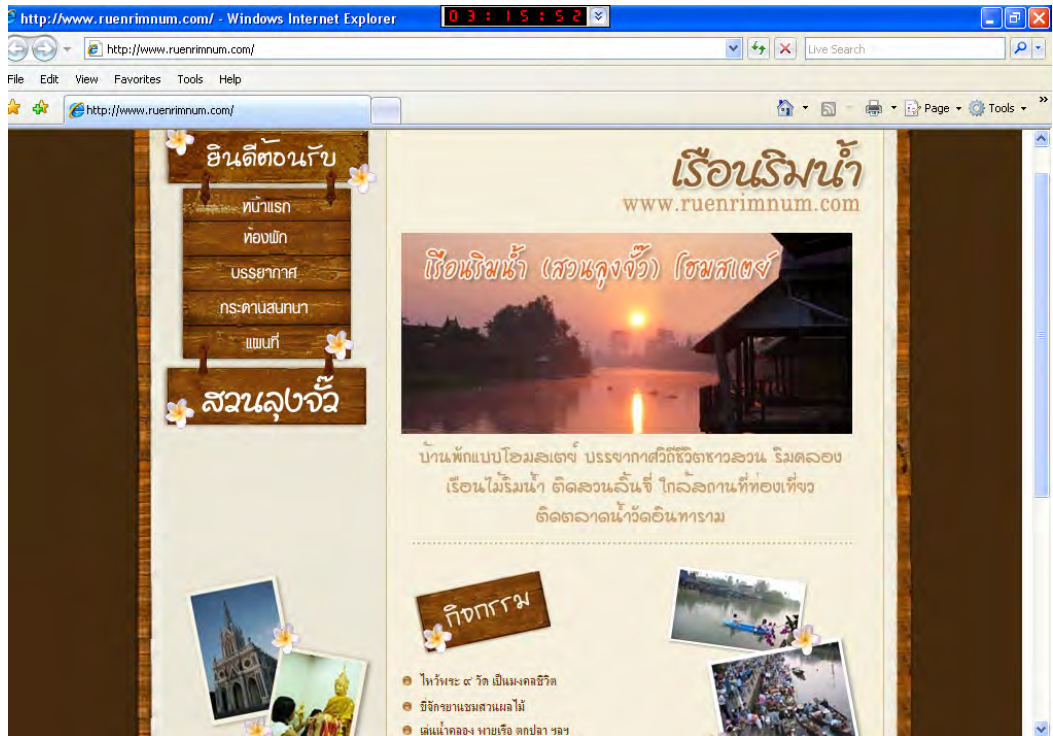 http://www.ruenrimnum.com/ - Windows Internet Explorer
03:15:52
http://www.ruenrimnum.com/
Live Search
File Edit View Favorites Tools Help
http://www.ruenrimnum.com/
Page Tools
ยินดีต้อนรับ
หน้าแรก
ห้องพัก
บรรยากาศ
กระดานสนทนา
แผนที่
สวนลุงจั๊ว
เรือนริมน้ำ
www.ruenrimnum.com
เรือนริมน้ำ (สวนลุงจั๊ว) โฮมสเตย์
บ้านพักแบบโฮมสเตย์ บรรยากาศวิถีชีวิตชาวสวน ริมคลอง
เรือนไม้ริมน้ำ ติดสวนลิ้นจี่ ใกล้สถานที่ท่องเที่ยว
ติดตลาดน้ำวัดอินทาราม
กิจกรรม
ไหว้พระ ๙ วัด เป็นมงคลชีวิต
ขี่จักรยานชมสวนผลไม้
เล่นน้ำคลอง พายเรือ ตกปลา ฯลฯ